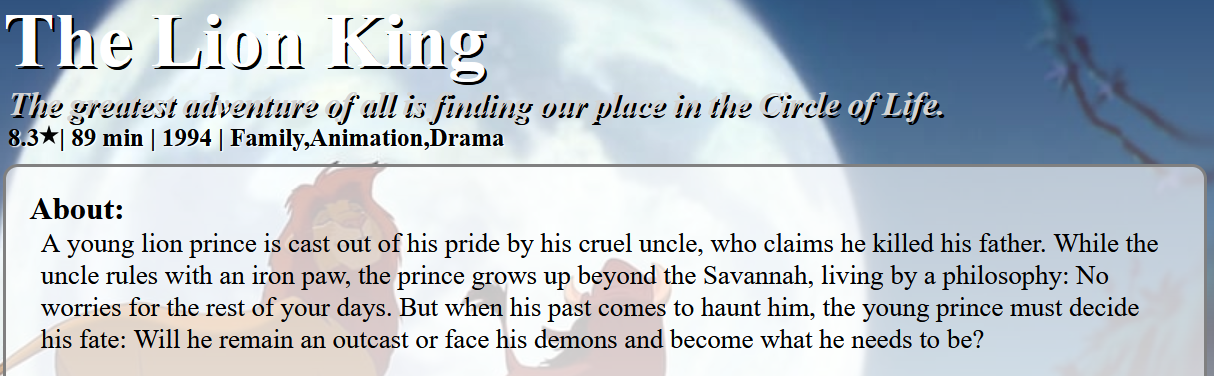 The Lion King
The greatest adventure of all is finding our place in the Circle of Life.
8.3★| 89 min | 1994 | Family,Animation,Drama
About:
A young lion prince is cast out of his pride by his cruel uncle, who claims he killed his father. While the
uncle rules with an iron paw, the prince grows up beyond the Savannah, living by a philosophy: No
worries for the rest of your days. But when his past comes to haunt him, the young prince must decide
his fate: Will he remain an outcast or face his demons and become what he needs to be?